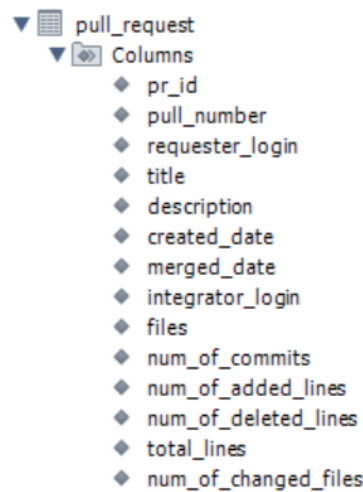 pull_request
Columns
pr_id
pull_number
requester_login
title
description
created_date
merged_date
integrator_login
files
num_of_commits
num_of_added_lines
num_of_deleted_lines
total_lines
num_of_changed_files